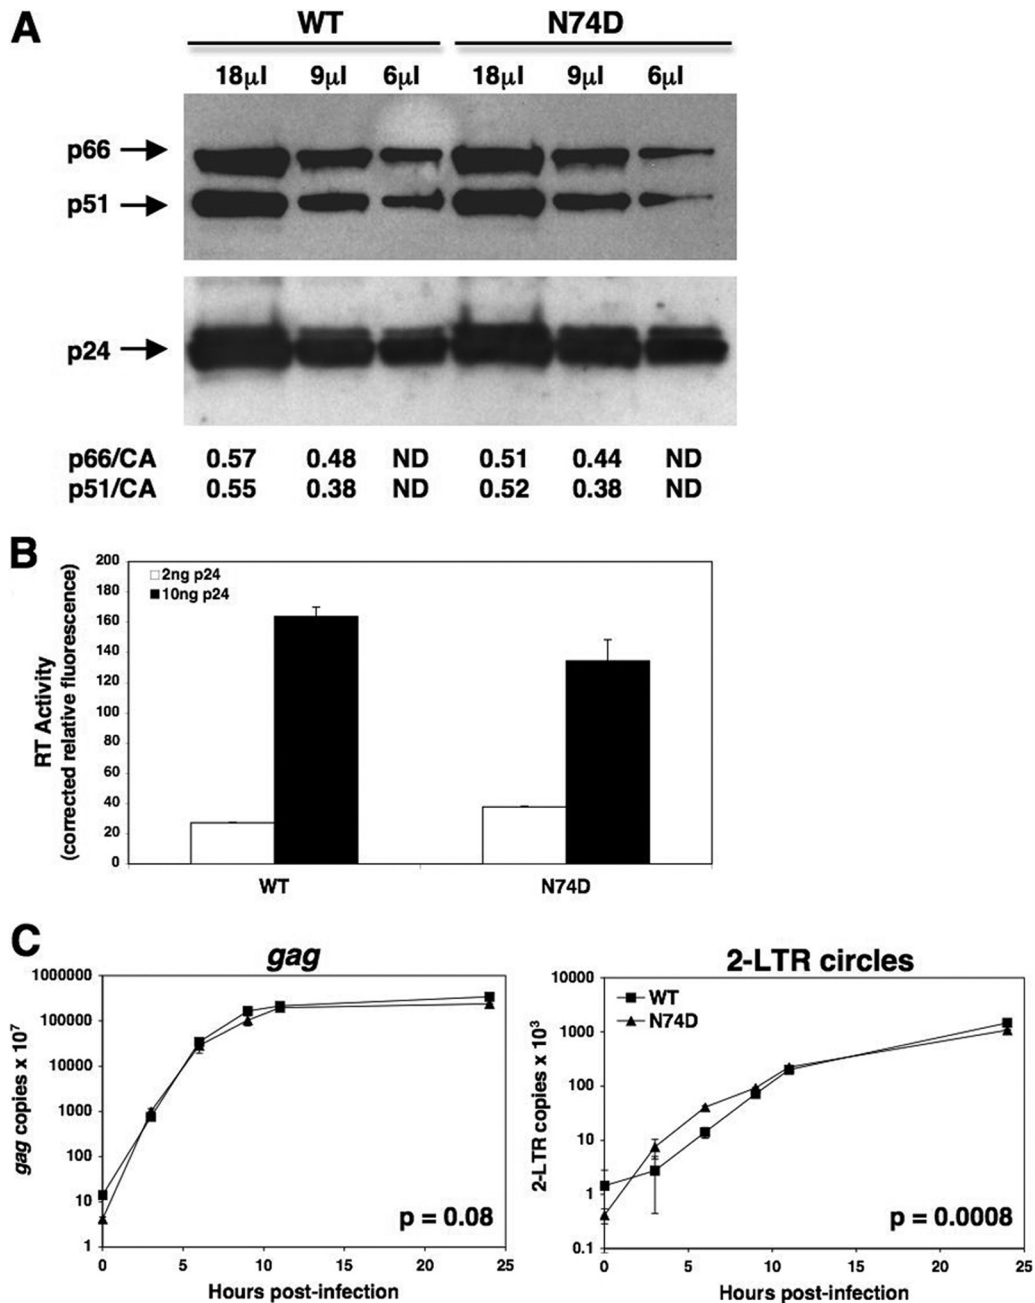 A
WT N74D
18μl 9μl 6μl 18μl 9μl 6μl
p66
p51
p24
p66/CA 0.57 0.48 ND 0.51 0.44 ND
p51/CA 0.55 0.38 ND 0.52 0.38 ND
B
RT Activity
(corrected relative fluorescence)
200
180
160
140
120
100
80
60
40
20
0
2ng p24
10ng p24
WT N74D
C
gag
gag copies x 10⁷
1000000
100000
10000
1000
100
10
1
p = 0.08
0 5 10 15 20 25
Hours post-infection
2-LTR circles
2-LTR copies x 10³
10000
1000
100
10
1
0.1
WT
N74D
p = 0.0008
0 5 10 15 20 25
Hours post-infection